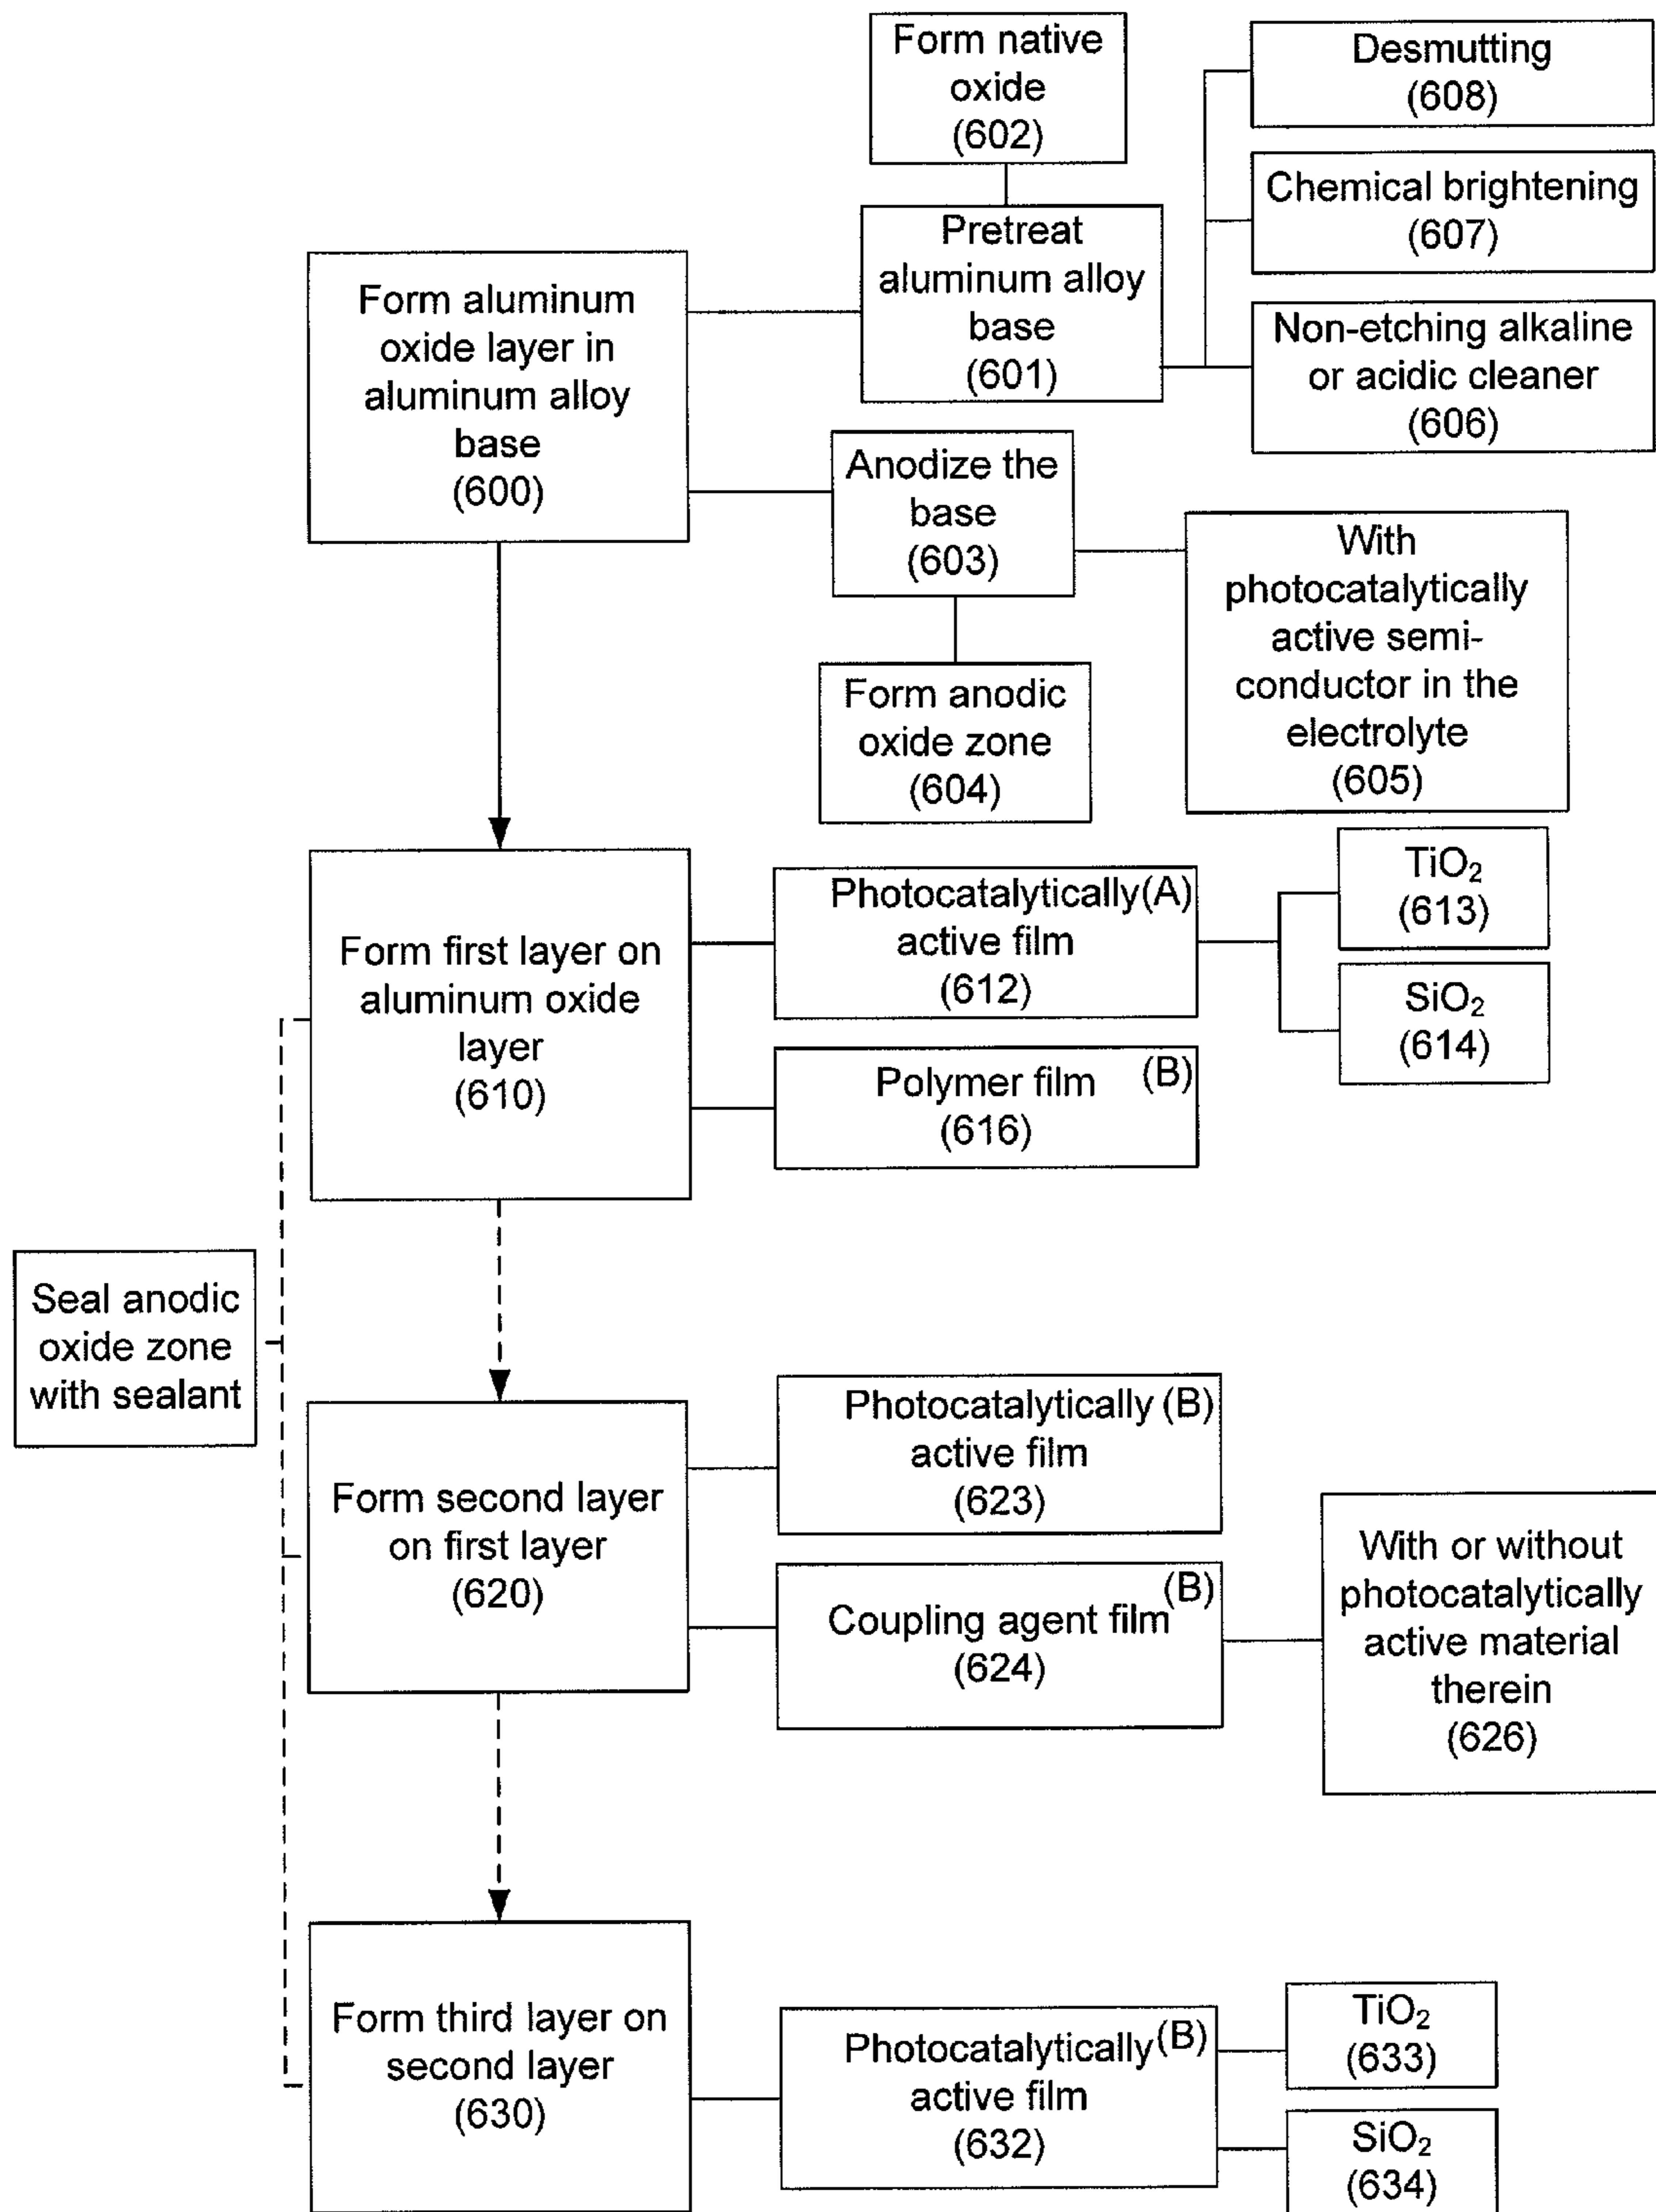 Form native
oxide
(602)
Desmutting
(608)
Chemical brightening
(607)
Pretreat
aluminum alloy
base
(601)
Non-etching alkaline
or acidic cleaner
(606)
Form aluminum
oxide layer in
aluminum alloy
base
(600)
Anodize the
base
(603)
With
photocatalytically
active semi-
conductor in the
electrolyte
(605)
Form anodic
oxide zone
(604)
Form first layer on
aluminum oxide
layer
(610)
Photocatalytically (A)
active film
(612)
TiO₂
(613)
SiO₂
(614)
Polymer film (B)
(616)
Seal anodic
oxide zone
with sealant
Form second layer
on first layer
(620)
Photocatalytically (B)
active film
(623)
Coupling agent film (B)
(624)
With or without
photocatalytically
active material
therein
(626)
Form third layer on
second layer
(630)
Photocatalytically (B)
active film
(632)
TiO₂
(633)
SiO₂
(634)